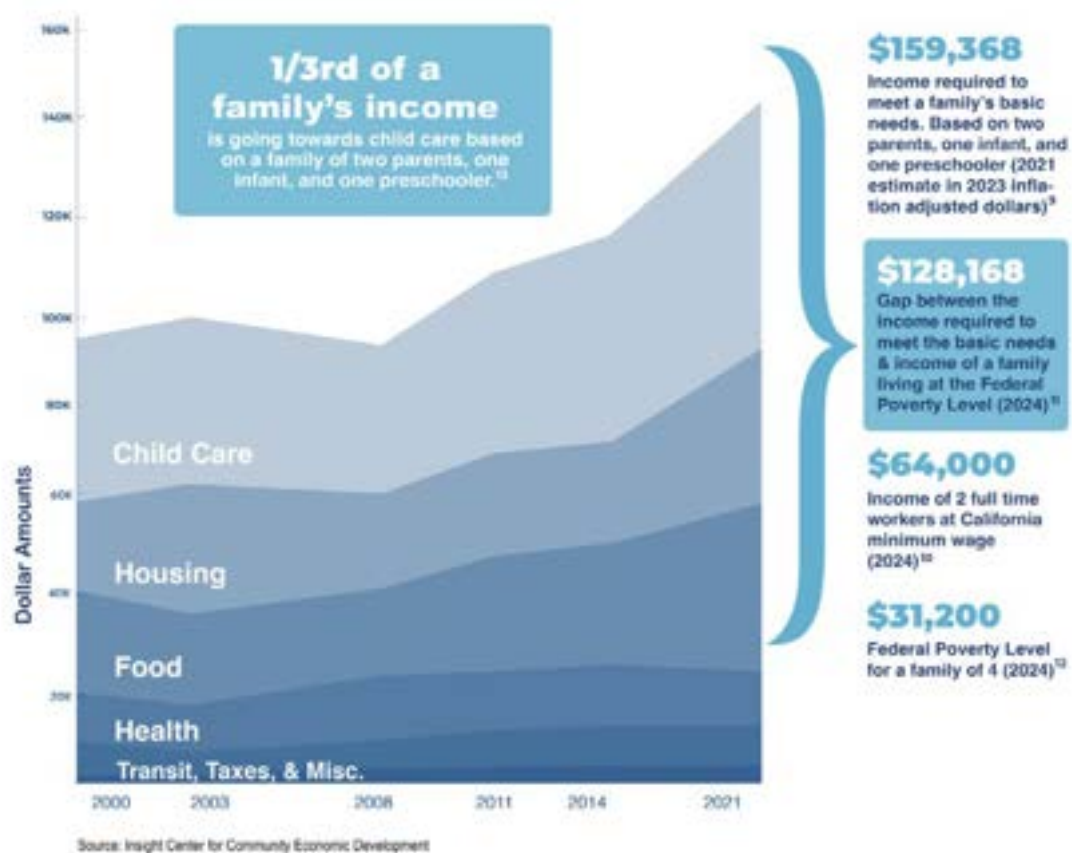 160K
140K
120K
100K
80K
60K
40K
20K
Dollar Amounts
1/3rd of a
family's income
is going towards child care based
on a family of two parents, one
infant, and one preschooler.¹³
Child Care
Housing
Food
Health
Transit, Taxes, & Misc.
2000
2003
2008
2011
2014
2021
$159,368
Income required to
meet a family's basic
needs. Based on two
parents, one infant, and
one preschooler (2021
estimate in 2023 infla-
tion adjusted dollars)⁹
$128,168
Gap between the
income required to
meet the basic needs
& income of a family
living at the Federal
Poverty Level (2024)¹¹
$64,000
Income of 2 full time
workers at California
minimum wage
(2024)¹⁰
$31,200
Federal Poverty Level
for a family of 4 (2024)¹²
Source: Insight Center for Community Economic Development